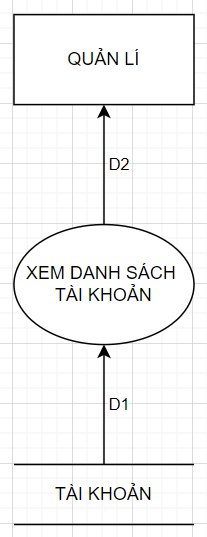 QUẢN LÍ
D2
XEM DANH SÁCH
TÀI KHOẢN
D1
TÀI KHOẢN